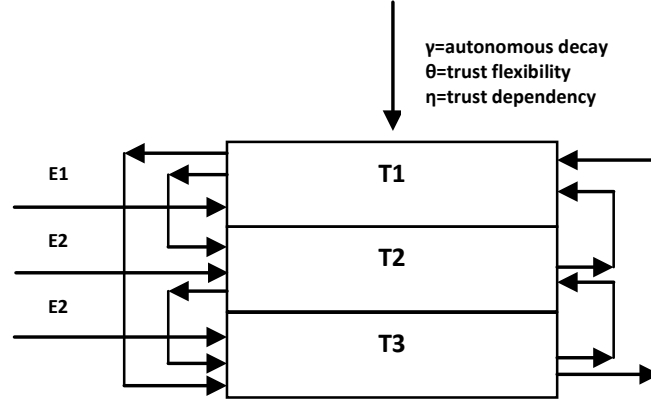 γ=autonomous decay
θ=trust flexibility
η=trust dependency
E1
T1
E2
T2
E2
T3